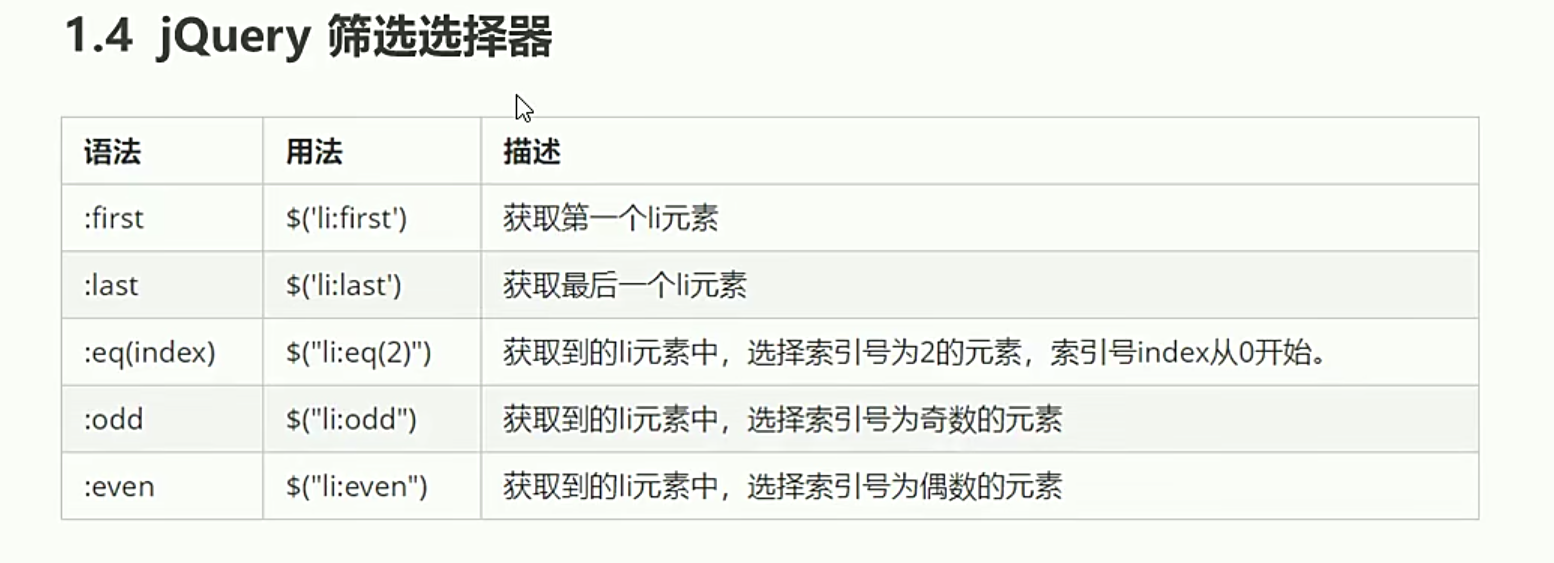 1.4 jQuery 筛选选择器
语法 用法 描述
:first $('li:first') 获取第一个li元素
:last $('li:last') 获取最后一个li元素
:eq(index) $("li:eq(2)") 获取到的li元素中，选择索引号为2的元素，索引号index从0开始。
:odd $("li:odd") 获取到的li元素中，选择索引号为奇数的元素
:even $("li:even") 获取到的li元素中，选择索引号为偶数的元素